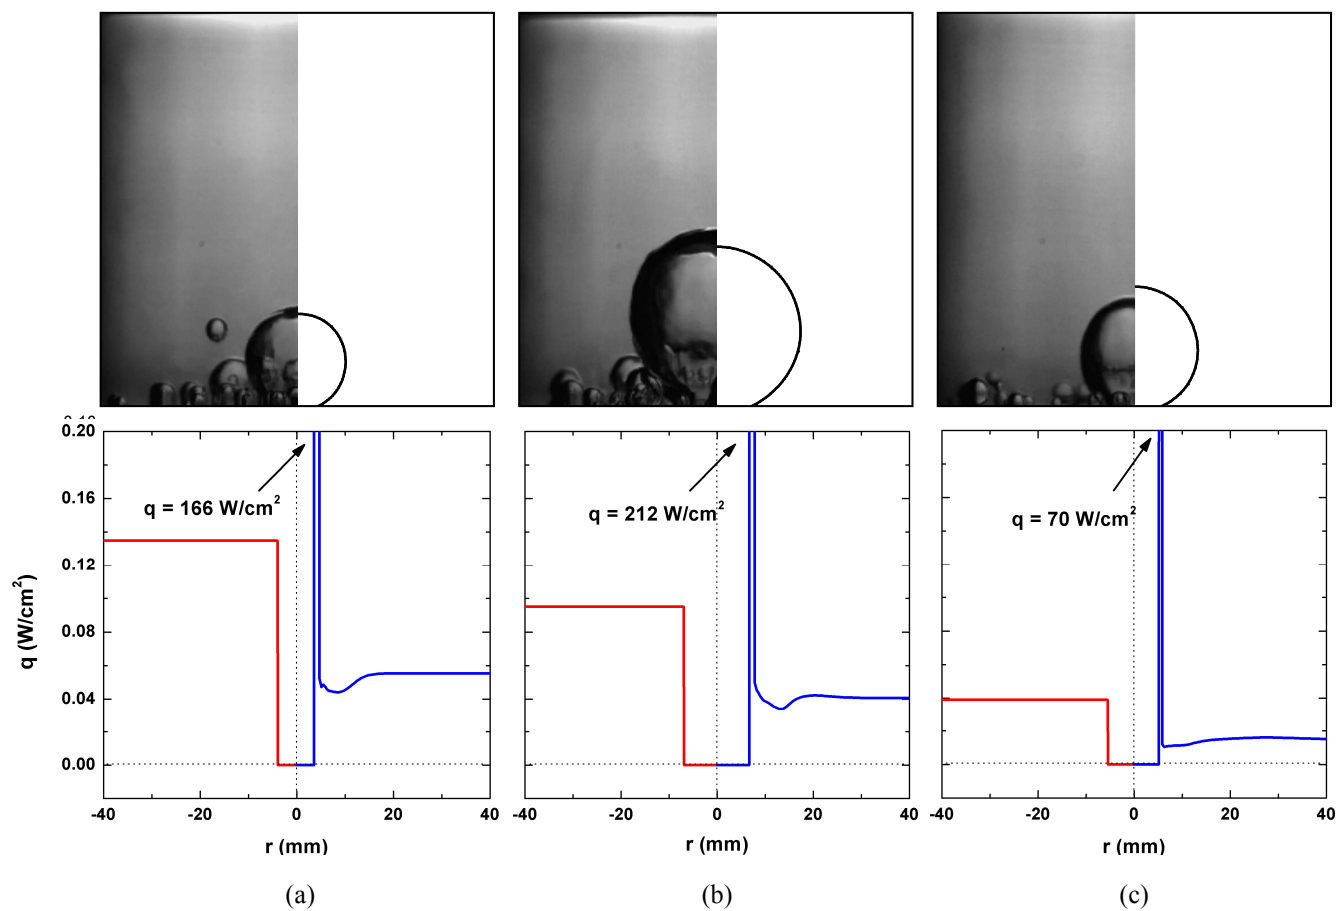 0.20
0.16
0.12
0.08
0.04
0.00
q (W/cm²)
q = 166 W/cm²
q = 212 W/cm²
q = 70 W/cm²
-40 -20 0 20 40
-40 -20 0 20 40
-40 -20 0 20 40
r (mm)
r (mm)
r (mm)
(a)
(b)
(c)